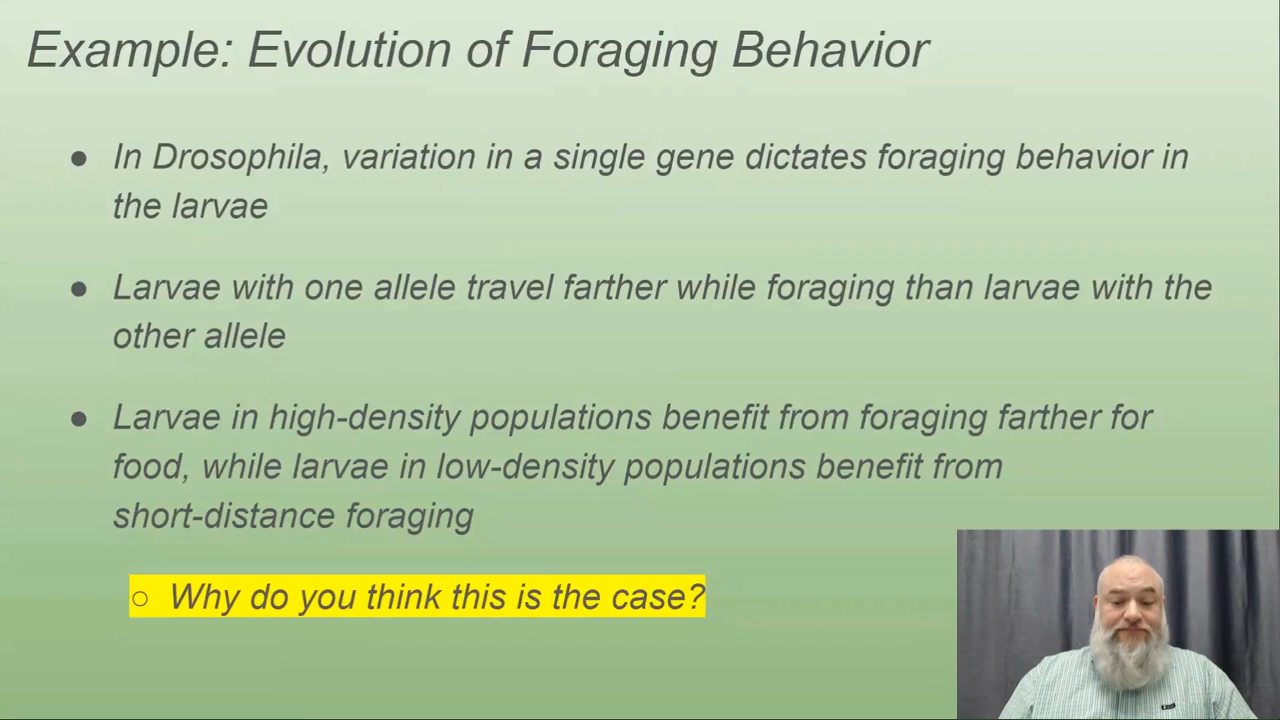 Example: Evolution of Foraging Behavior
● In Drosophila, variation in a single gene dictates foraging behavior in
the larvae
● Larvae with one allele travel farther while foraging than larvae with the
other allele
● Larvae in high-density populations benefit from foraging farther for
food, while larvae in low-density populations benefit from
short-distance foraging
○ Why do you think this is the case?